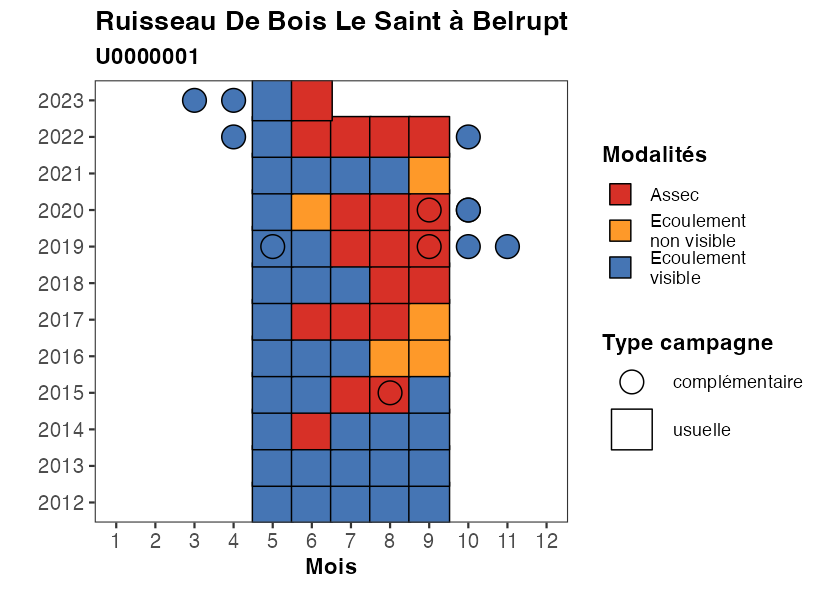 Ruisseau De Bois Le Saint à Belrupt
U0000001
2023
2022
2021
2020
2019
2018
2017
2016
2015
2014
2013
2012
1 2 3 4 5 6 7 8 9 10 11 12
Mois
Modalités
Assec
Ecoulement
non visible
Ecoulement
visible
Type campagne
complémentaire
usuelle